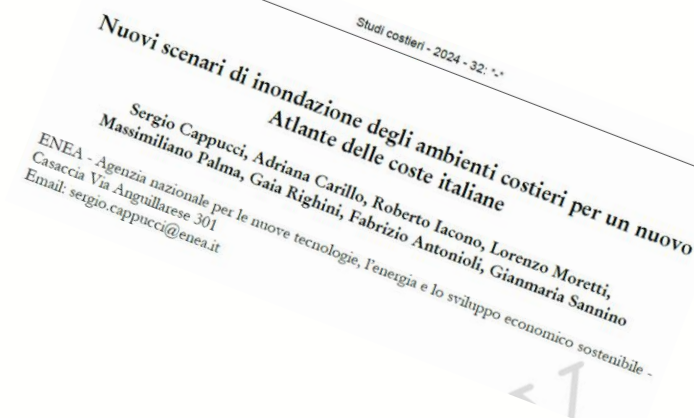 Studi costieri - 2024 - 32: "-"
Nuovi scenari di inondazione degli ambienti costieri per un nuovo
Atlante delle coste italiane
Sergio Cappucci, Adriana Carillo, Roberto Iacono, Lorenzo Moretti,
Massimiliano Palma, Gaia Righini, Fabrizio Antonioli, Gianmaria Sannino
ENEA - Agenzia nazionale per le nuove tecnologie, l'energia e lo sviluppo economico sostenibile -
Casaccia Via Anguillarese 301
Email: sergio.cappucci@enea.it